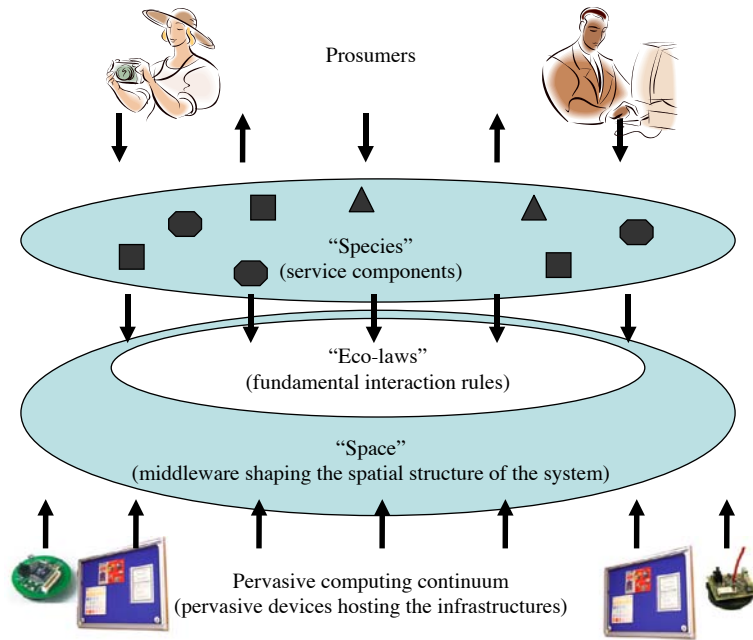 Prosumers
“Species”
(service components)
“Eco-laws”
(fundamental interaction rules)
“Space”
(middleware shaping the spatial structure of the system)
Pervasive computing continuum
(pervasive devices hosting the infrastructures)